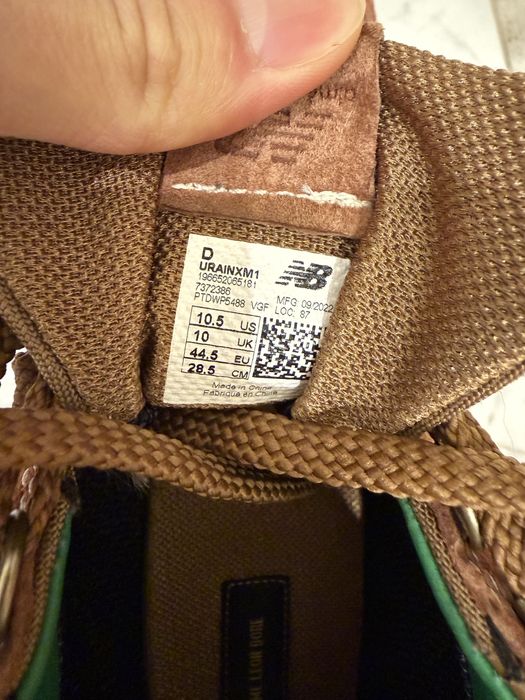 D
URAINXM1
196652065181
7372386
PTDWP5488 VGF MFG 09/2022
LOC: 87
10.5 US
10 UK
44.5 EU
28.5 CM
Made in China
Fabriqué en Chine
NB